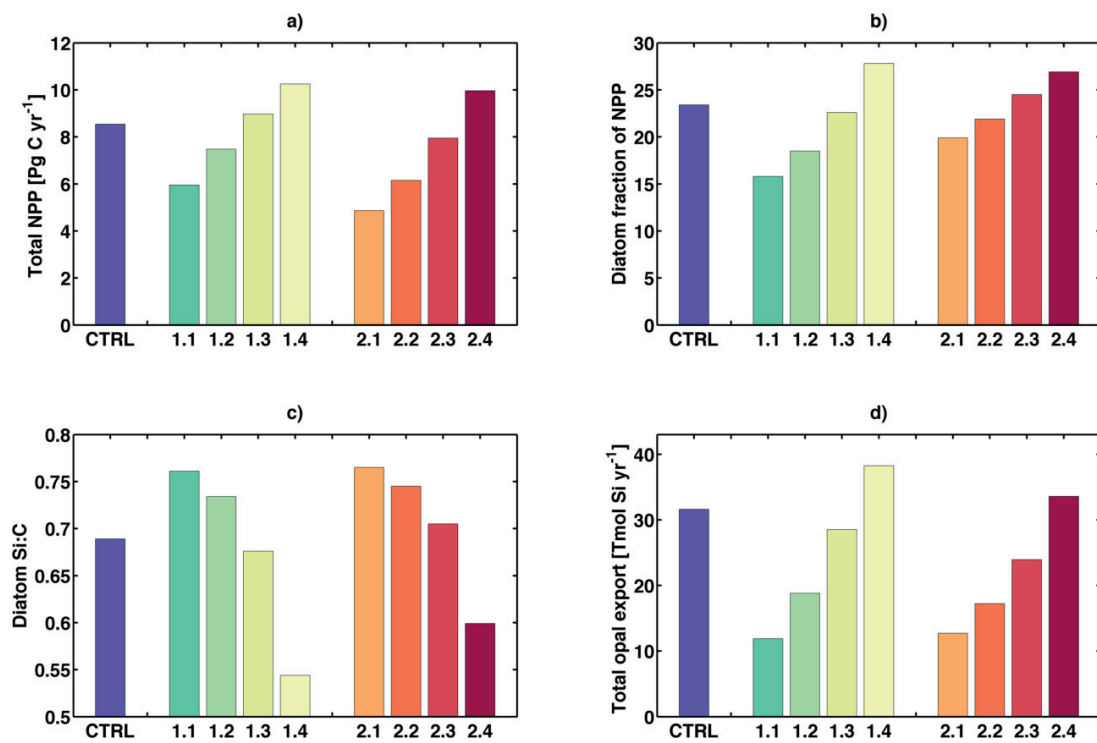 a)
Total NPP [Pg C yr⁻¹]
12
10
8
6
4
2
0
CTRL 1.1 1.2 1.3 1.4 2.1 2.2 2.3 2.4
b)
Diatom fraction of NPP
30
25
20
15
10
5
0
CTRL 1.1 1.2 1.3 1.4 2.1 2.2 2.3 2.4
c)
Diatom Si:C
0.8
0.75
0.7
0.65
0.6
0.55
0.5
CTRL 1.1 1.2 1.3 1.4 2.1 2.2 2.3 2.4
d)
Total opal export [Tmol Si yr⁻¹]
40
30
20
10
0
CTRL 1.1 1.2 1.3 1.4 2.1 2.2 2.3 2.4